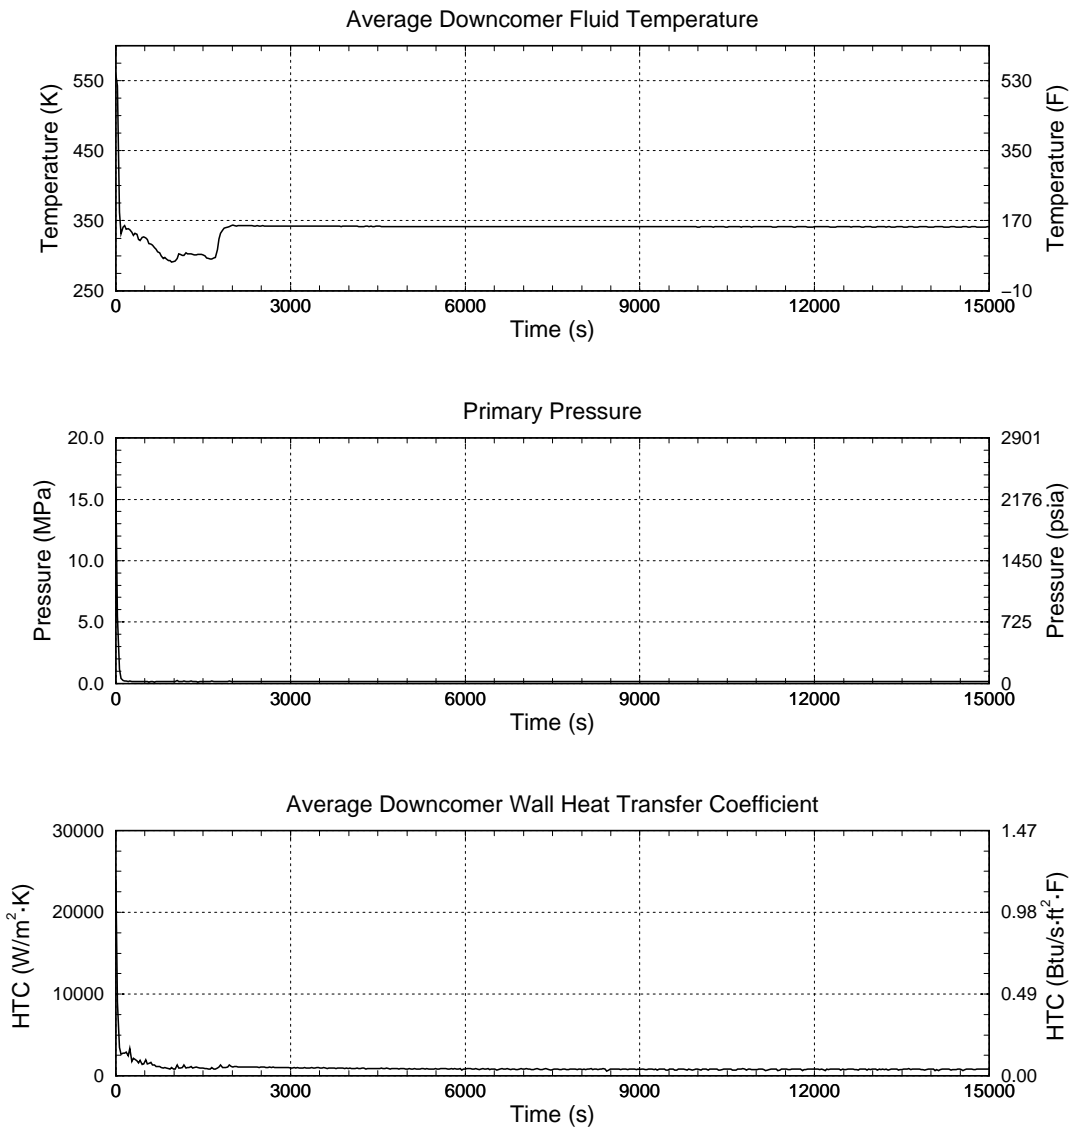 Average Downcomer Fluid Temperature
Temperature (K)
550
450
350
250
530
350
170
−10
Temperature (F)
0 3000 6000 9000 12000 15000
Time (s)
Primary Pressure
Pressure (MPa)
20.0
15.0
10.0
5.0
0.0
2901
2176
1450
725
0
Pressure (psia)
0 3000 6000 9000 12000 15000
Time (s)
Average Downcomer Wall Heat Transfer Coefficient
HTC (W/m²·K)
30000
20000
10000
0
1.47
0.98
0.49
0.00
HTC (Btu/s·ft²·F)
0 3000 6000 9000 12000 15000
Time (s)